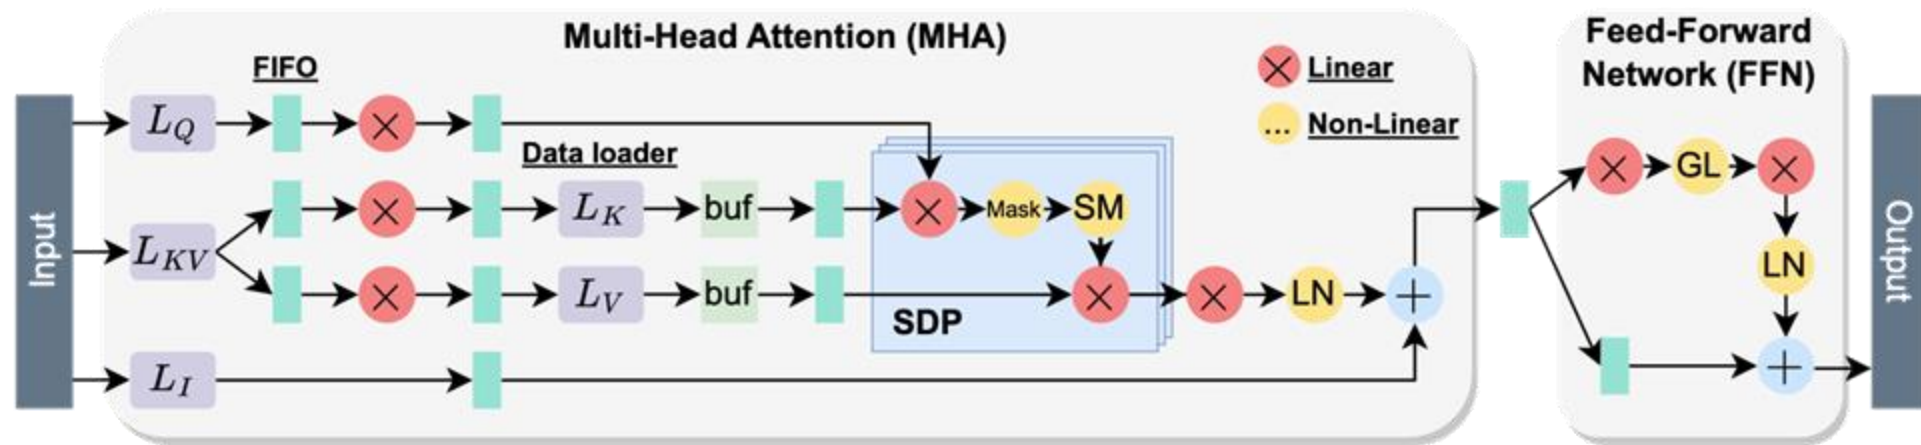 Multi-Head Attention (MHA)
Feed-Forward
Network (FFN)
FIFO
× Linear
... Non-Linear
Input
L_Q
×
Data loader
L_KV
×
L_K
buf
×
Mask
SM
×
L_V
buf
×
×
LN
+
SDP
L_I
×
GL
×
LN
+
Output